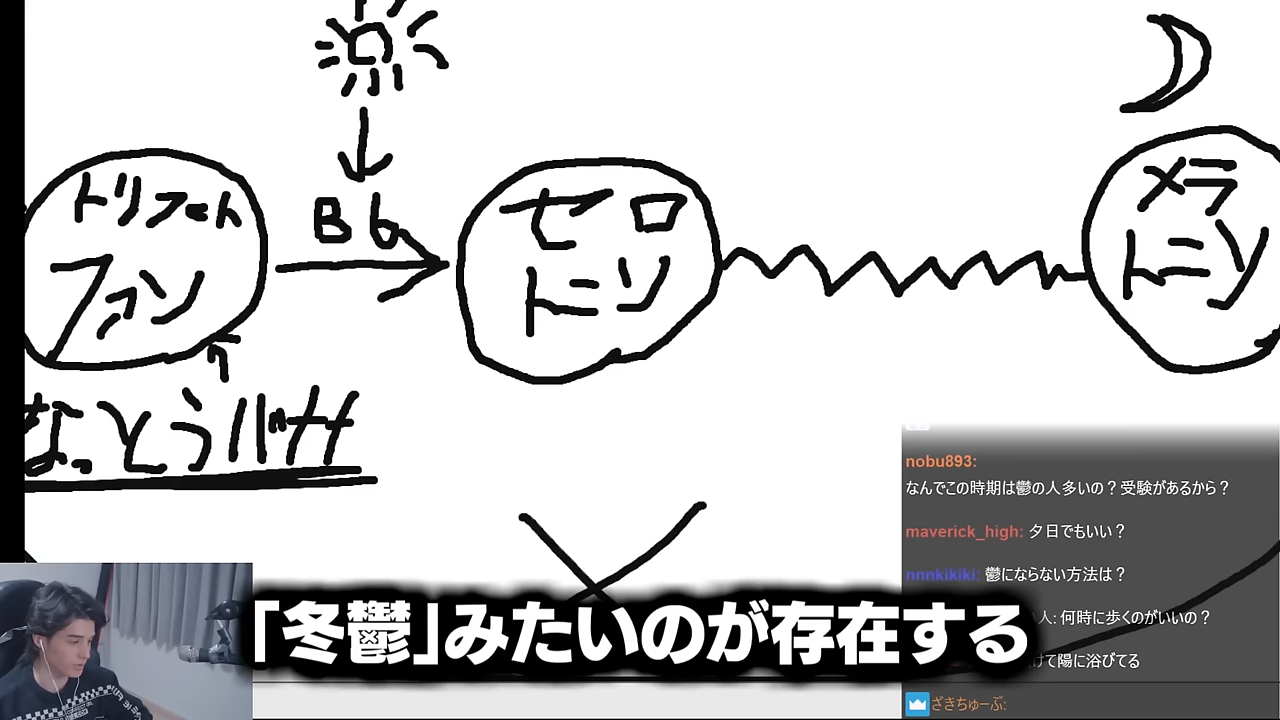 トリプト
ファン
B6
セロ
トニン
メラ
トニン
なっとうバナナ
nobu893:
なんでこの時期は鬱の人多いの？受験があるから？
maverick_high: 夕日でもいい？
nnnkikiki: 鬱にならない方法は？
人: 何時に歩くのがいいの？
けて陽に浴びてる
ざきちゅーぶ:
「冬鬱」みたいのが存在する